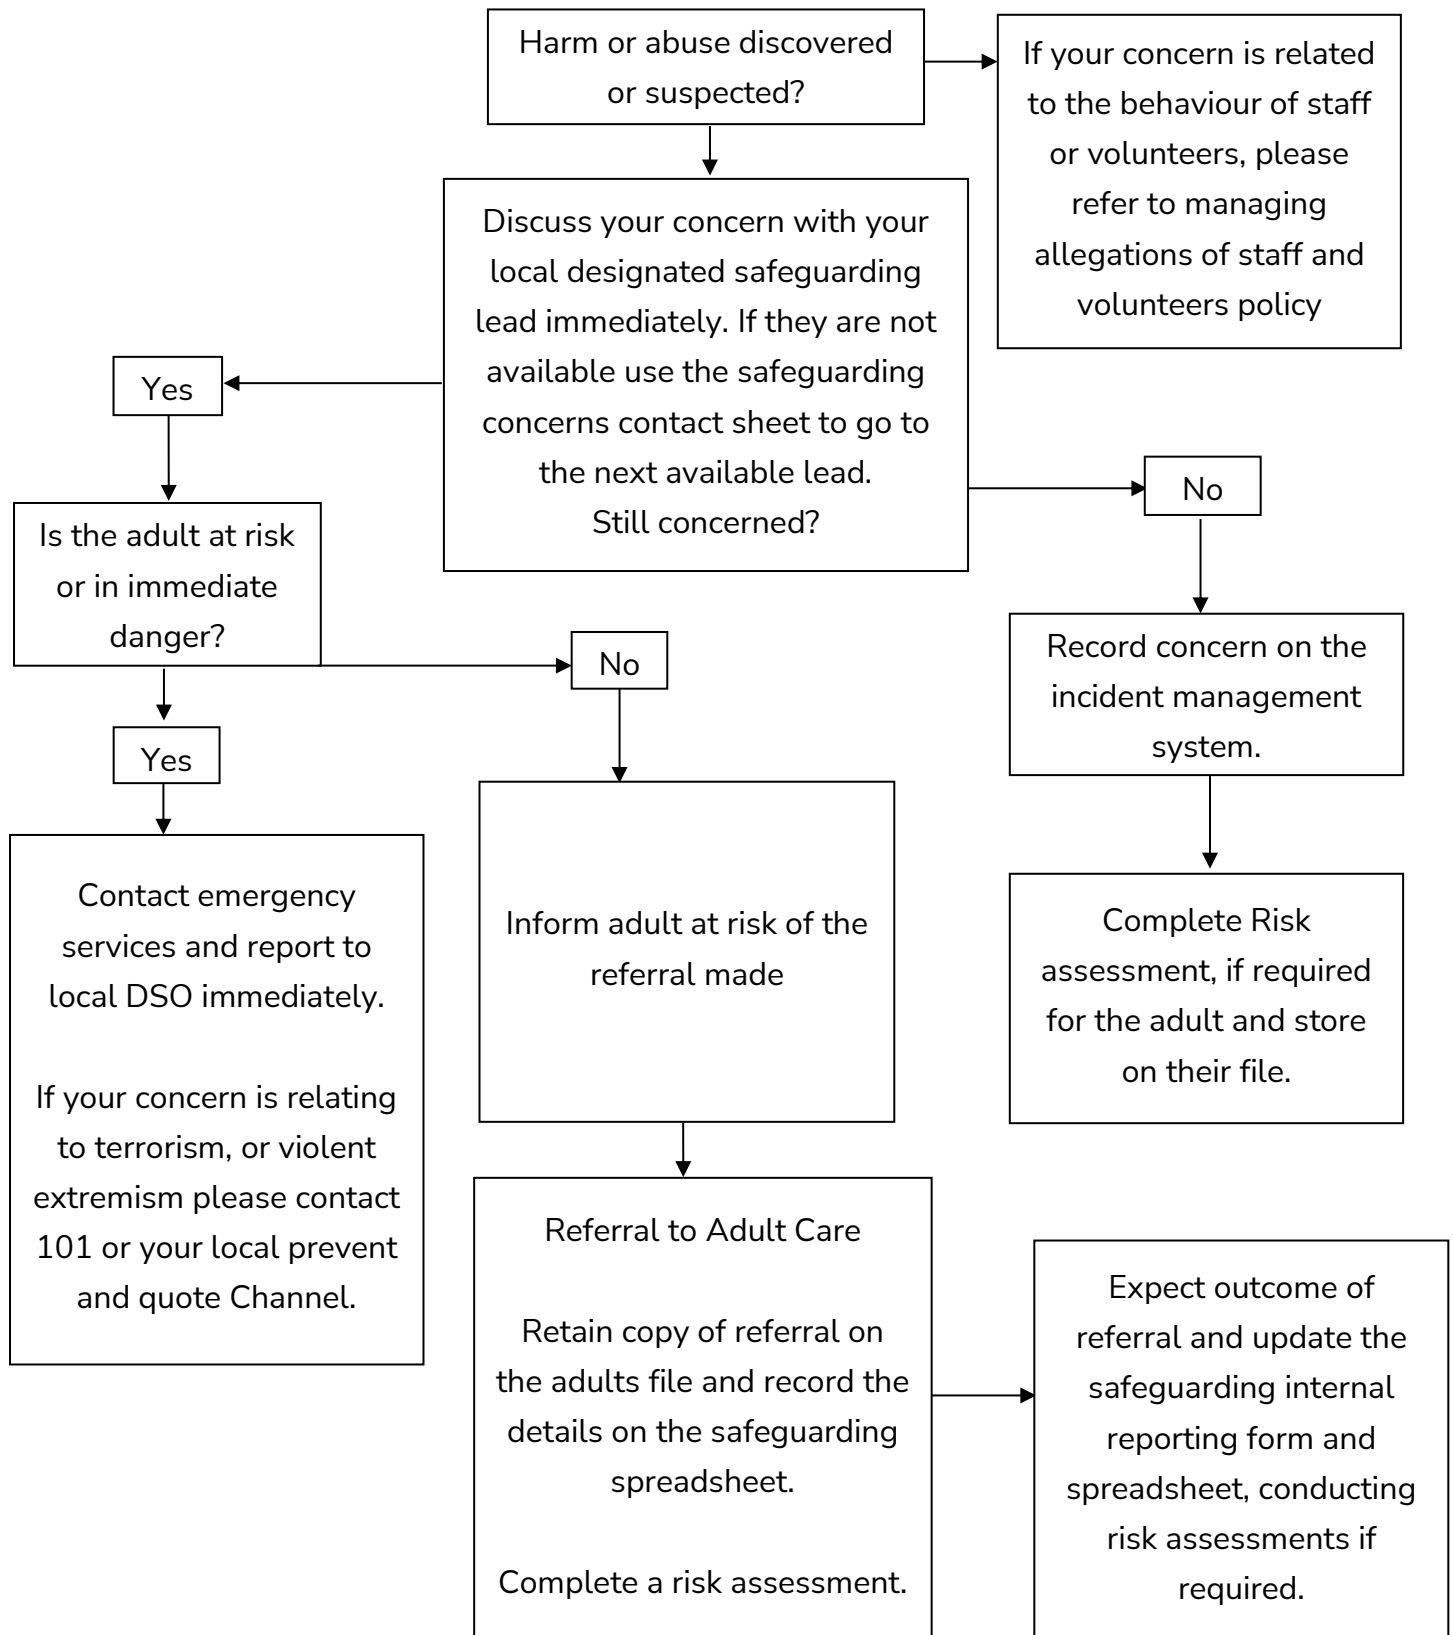 Harm or abuse discovered
or suspected?
If your concern is related
to the behaviour of staff
or volunteers, please
refer to managing
allegations of staff and
volunteers policy
Discuss your concern with your
local designated safeguarding
lead immediately. If they are not
available use the safeguarding
concerns contact sheet to go to
the next available lead.
Still concerned?
Yes
No
Is the adult at risk
or in immediate
danger?
No
Record concern on the
incident management
system.
Yes
Contact emergency
services and report to
local DSO immediately.
If your concern is relating
to terrorism, or violent
extremism please contact
101 or your local prevent
and quote Channel.
Inform adult at risk of the
referral made
Complete Risk
assessment, if required
for the adult and store
on their file.
Referral to Adult Care
Retain copy of referral on
the adults file and record the
details on the safeguarding
spreadsheet.
Complete a risk assessment.
Expect outcome of
referral and update the
safeguarding internal
reporting form and
spreadsheet, conducting
risk assessments if
required.